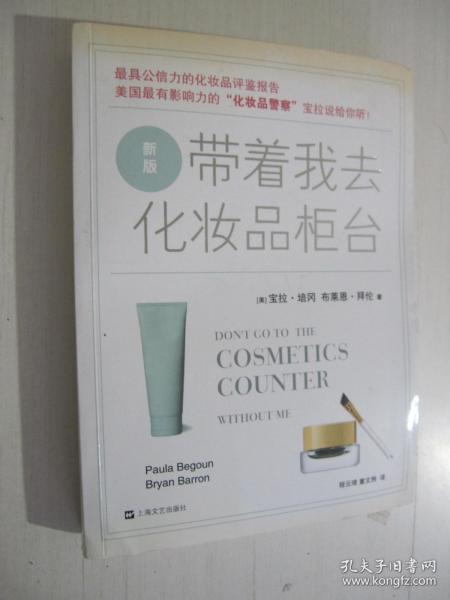 最具公信力的化妆品评鉴报告
美国最有影响力的“化妆品警察”宝拉说给你听！
新版
带着我去
化妆品柜台
[美] 宝拉·培冈 布莱恩·拜伦 著
DON'T GO TO THE
COSMETICS
COUNTER
WITHOUT ME
Paula Begoun
Bryan Barron
上海文艺出版社
孔夫子旧书网
www.kongfz.com